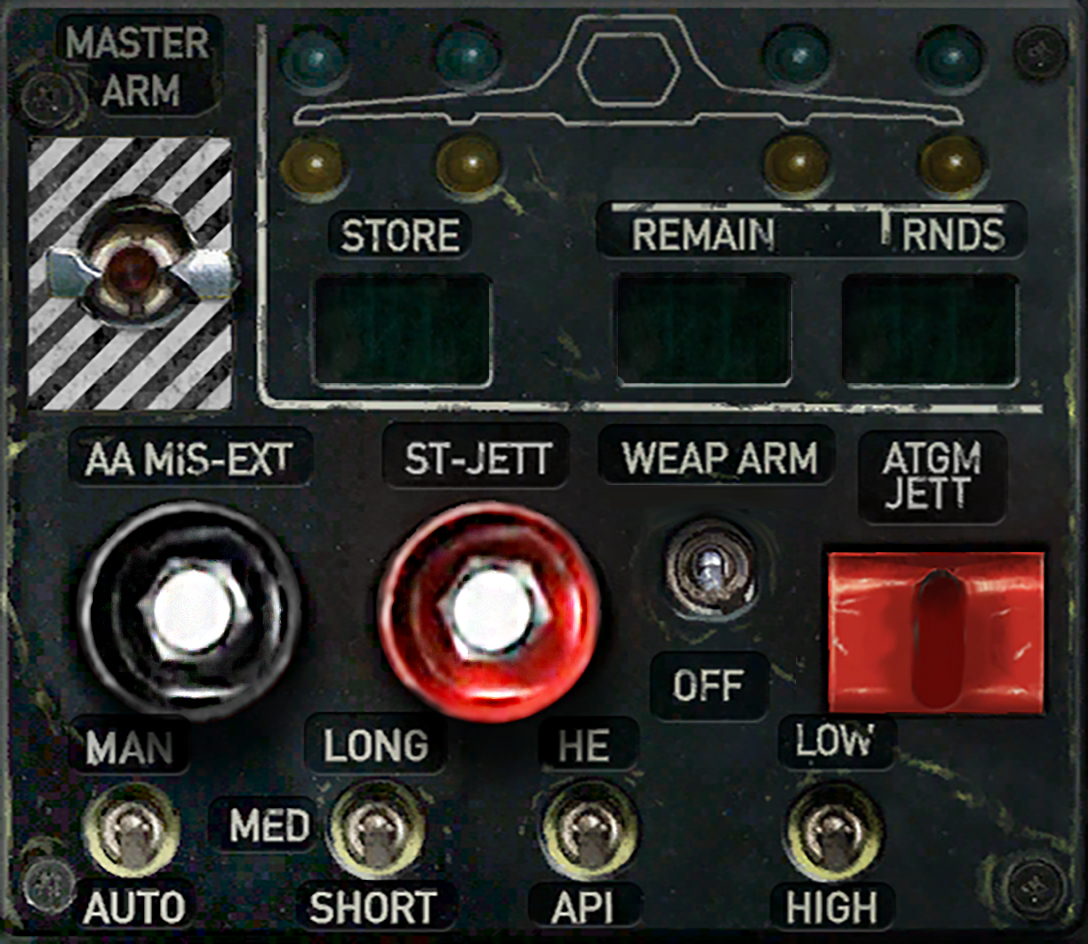 MASTER
ARM
STORE
REMAIN
RNDS
AA MiS-EXT
ST-JETT
WEAP ARM
ATGM
JETT
OFF
MAN
LONG
HE
LOW
MED
AUTO
SHORT
API
HIGH